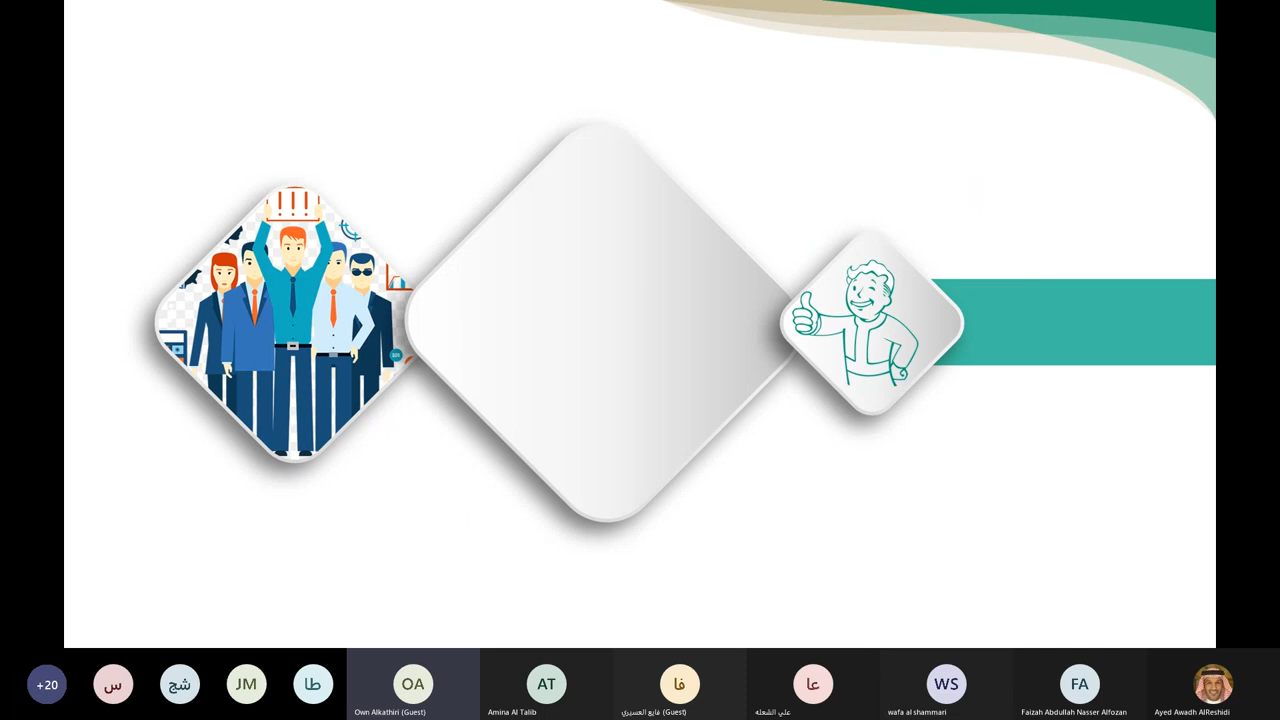 !!!
+20
س
شج
JM
طا
OA
AT
فا
عا
WS
FA
Own Alkathiri (Guest)
Amina Al Talib
فايع العسيري (Guest)
علي الشعله
wafa al shammari
Faizah Abdullah Nasser Alfozan
Ayed Awadh AlReshidi